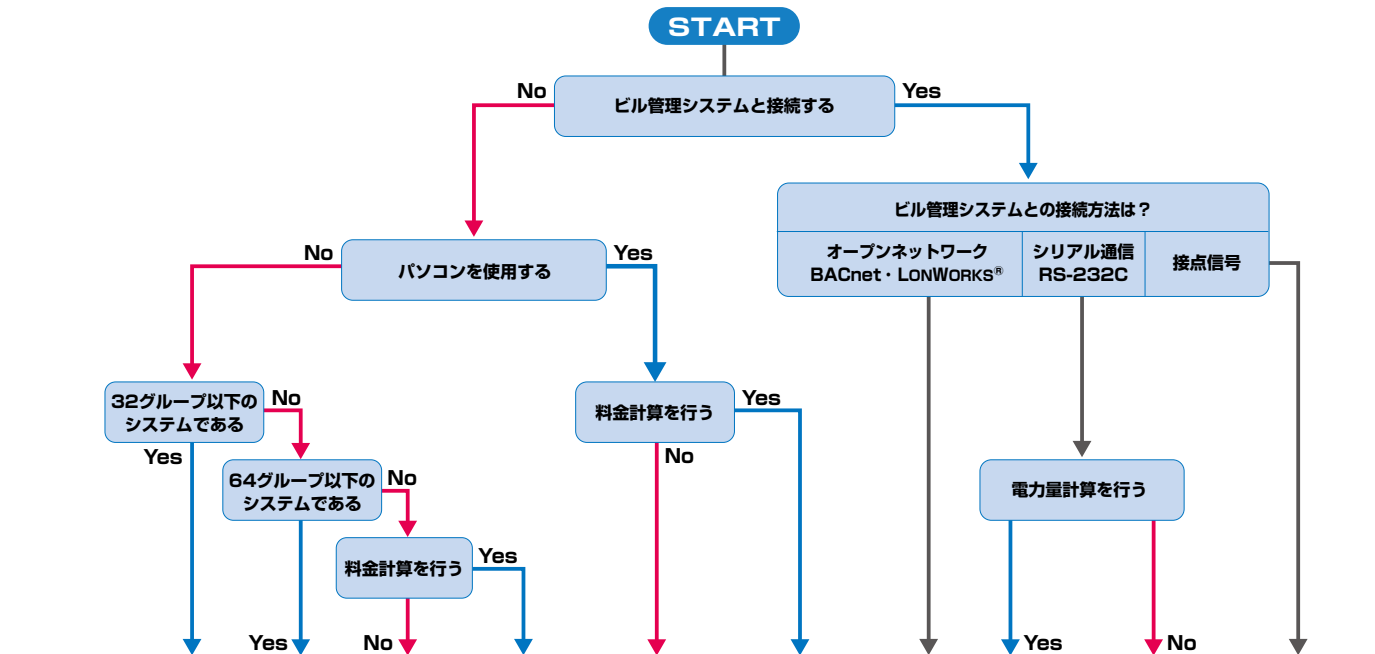 START
No
Yes
ビル管理システムと接続する
ビル管理システムとの接続方法は？
No
Yes
パソコンを使用する
オープンネットワーク
BACnet・LONWORKS®
シリアル通信
RS-232C
接点信号
32グループ以下の
システムである
No
Yes
料金計算を行う
Yes
No
64グループ以下の
システムである
No
電力量計算を行う
料金計算を行う
Yes
Yes
No
Yes
No